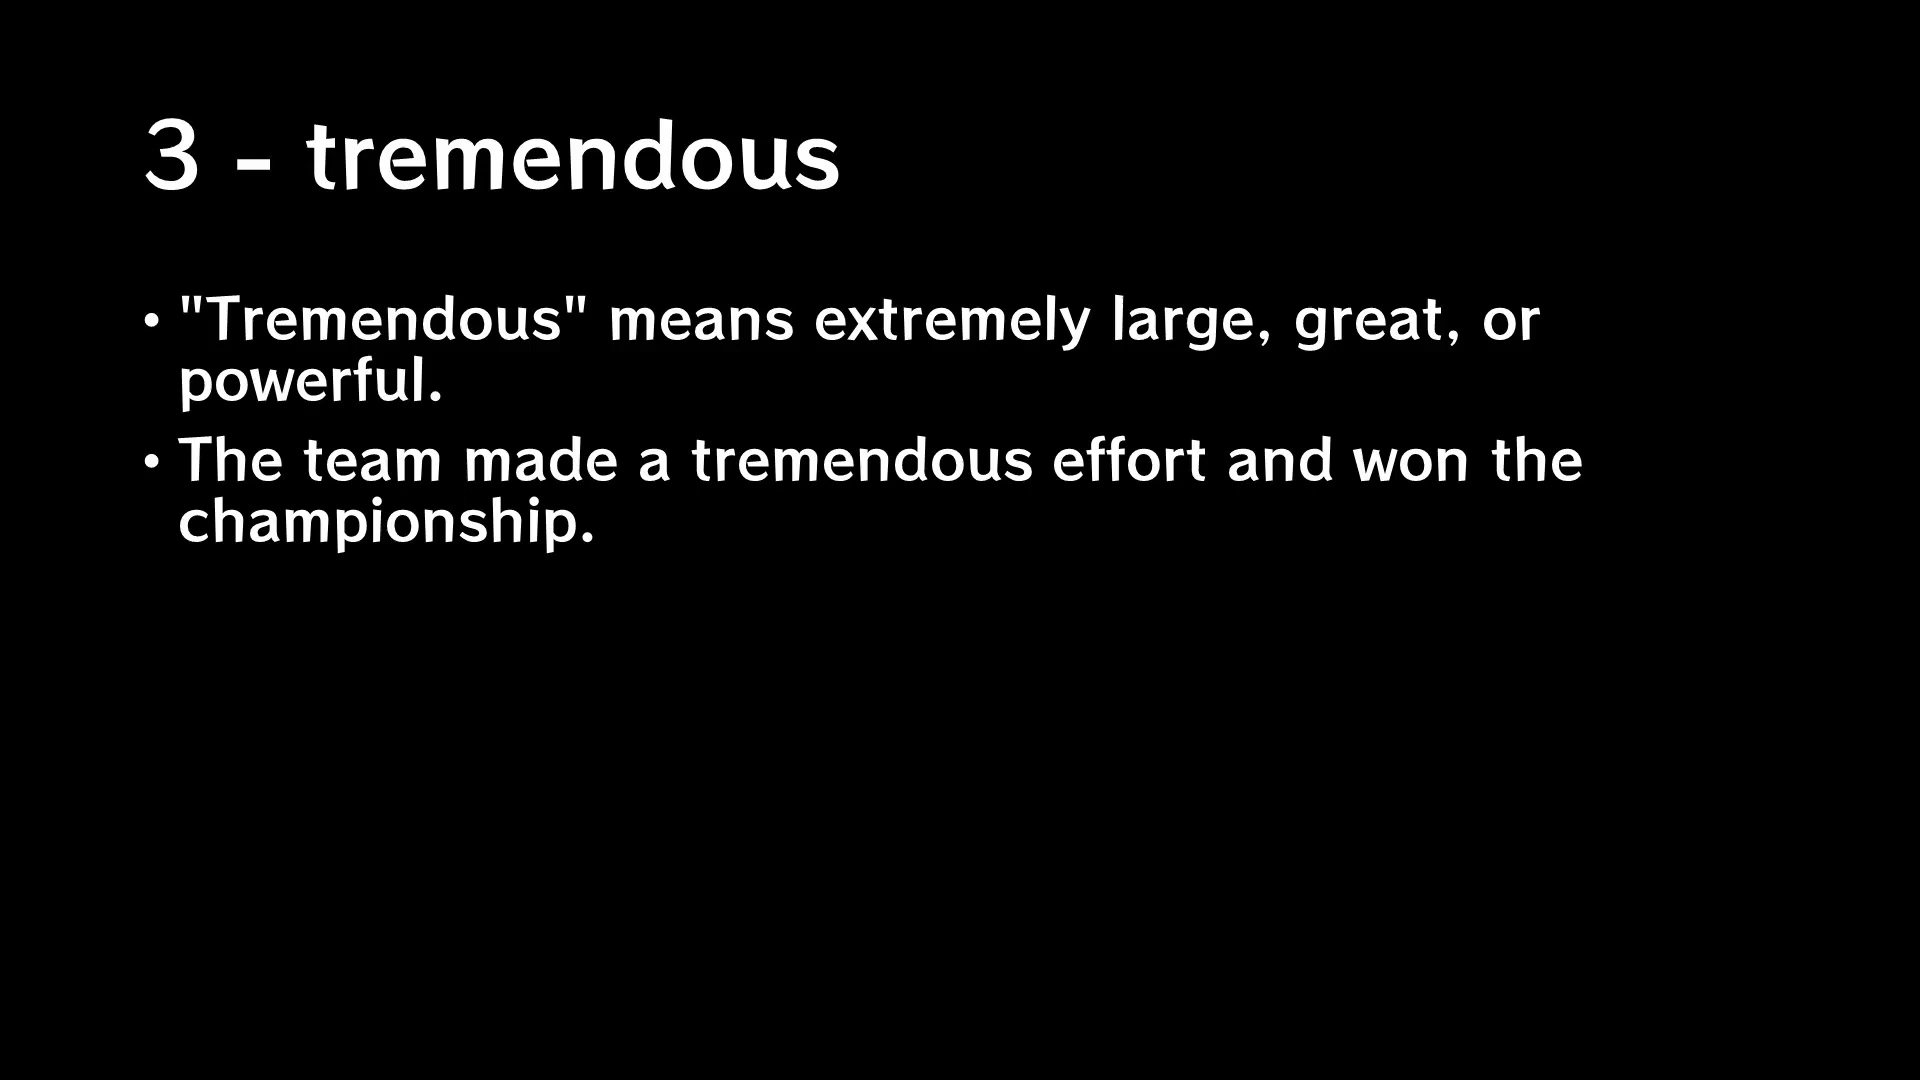 3 - tremendous
• "Tremendous" means extremely large, great, or
powerful.
• The team made a tremendous effort and won the
championship.